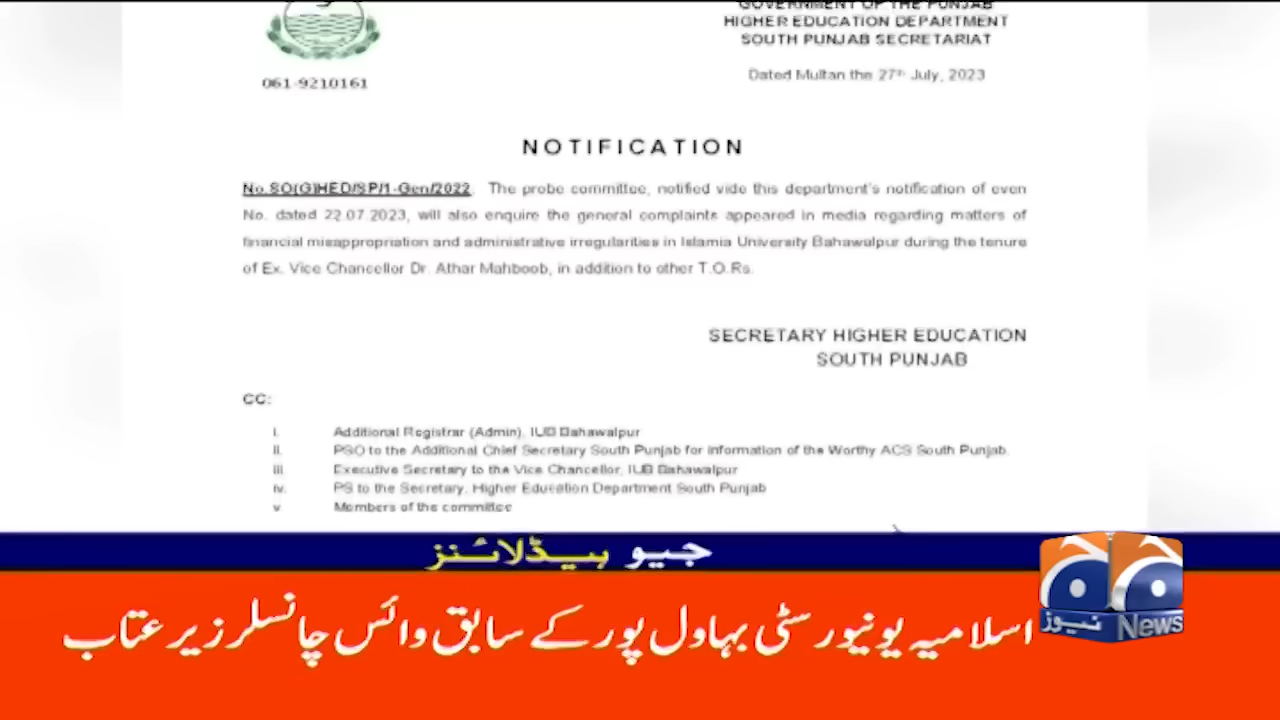 GOVERNMENT OF THE PUNJAB
HIGHER EDUCATION DEPARTMENT
SOUTH PUNJAB SECRETARIAT
061-9210161
Dated Multan the 27th July, 2023
NOTIFICATION
No.SO(G)HED/SP/1-Gen/2022. The probe committee, notified vide this department's notification of even
No. dated 22.07.2023, will also enquire the general complaints appeared in media regarding matters of
financial misappropriation and administrative irregularities in Islamia University Bahawalpur during the tenure
of Ex. Vice Chancellor Dr. Athar Mahboob, in addition to other T.O.Rs.
SECRETARY HIGHER EDUCATION
SOUTH PUNJAB
CC:
i. Additional Registrar (Admin), IUB Bahawalpur
ii. PSO to the Additional Chief Secretary South Punjab for information of the Worthy ACS South Punjab.
iii. Executive Secretary to the Vice Chancellor, IUB Bahawalpur
iv. PS to the Secretary, Higher Education Department South Punjab
v. Members of the committee
جیو ہیڈلائنز
اسلامیہ یونیورسٹی بہاول پور کے سابق وائس چانسلر زیر عتاب
نیوز News